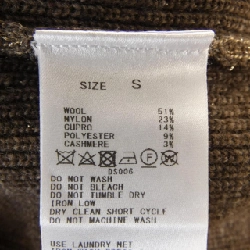 SIZE S
WOOL 51%
NYLON 23%
CUPRO 14%
POLYESTER 9%
CASHMERE 3%
DS006
DO NOT WASH
DO NOT BLEACH
DO NOT TUMBLE DRY
IRON LOW
DRY CLEAN SHORT CYCLE
DO NOT MACHINE WASH
USE LAUNDRY NET